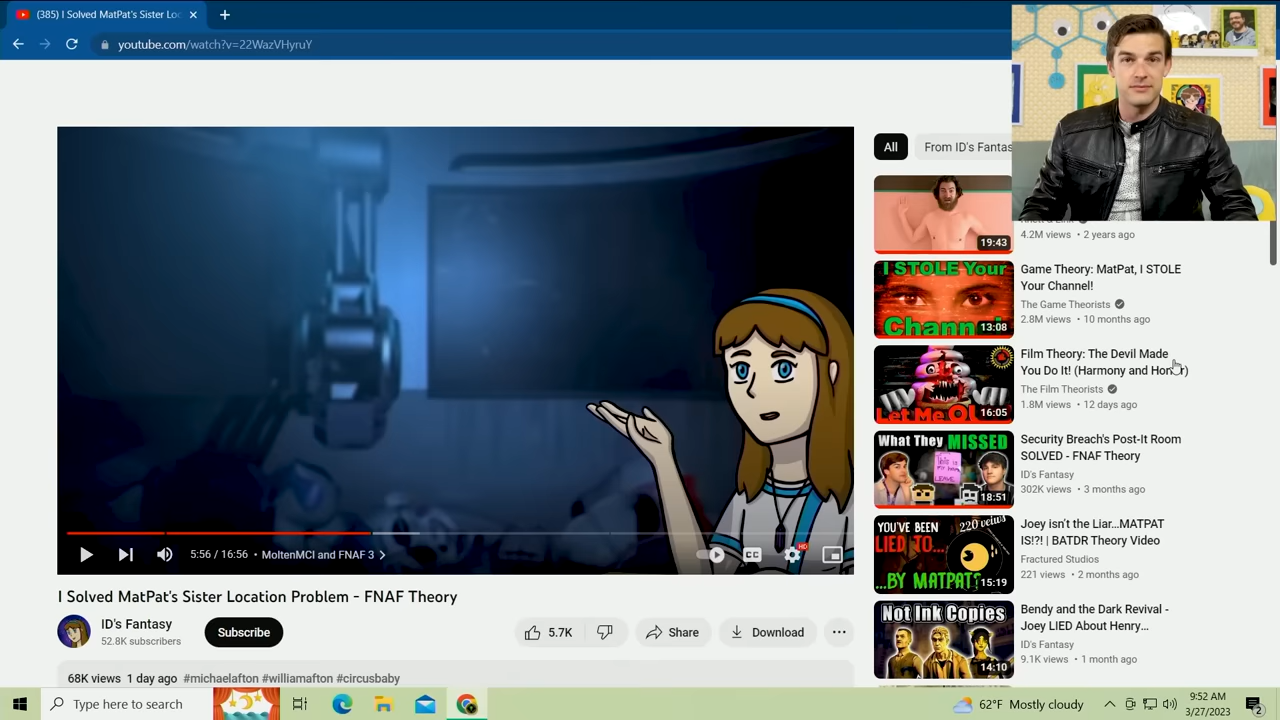 (385) I Solved MatPat's Sister Lo
youtube.com/watch?v=22WazVHyruY
All
From ID's Fantas
19:43
4.2M views • 2 years ago
I STOLE Your
Chann
13:08
Game Theory: MatPat, I STOLE
Your Channel!
The Game Theorists
2.8M views • 10 months ago
16:05
Film Theory: The Devil Made
You Do It! (Harmony and Horror)
The Film Theorists
1.8M views • 12 days ago
What They MISSED
18:51
Security Breach's Post-It Room
SOLVED - FNAF Theory
ID's Fantasy
302K views • 3 months ago
YOU'VE BEEN
LIED TO...
...BY MATPAT
220 veiws
15:19
Joey isn't the Liar...MATPAT
IS!?! | BATDR Theory Video
Fractured Studios
221 views • 2 months ago
Not Ink Copies
14:10
Bendy and the Dark Revival -
Joey LIED About Henry...
ID's Fantasy
9.1K views • 1 month ago
5:56 / 16:56 • MoltenMCI and FNAF 3
CC
HD
I Solved MatPat's Sister Location Problem - FNAF Theory
ID's Fantasy
52.8K subscribers
Subscribe
5.7K
Share
Download
68K views 1 day ago #michaelafton #williamafton #circusbaby
Type here to search
62°F Mostly cloudy
9:52 AM
3/27/2023
2